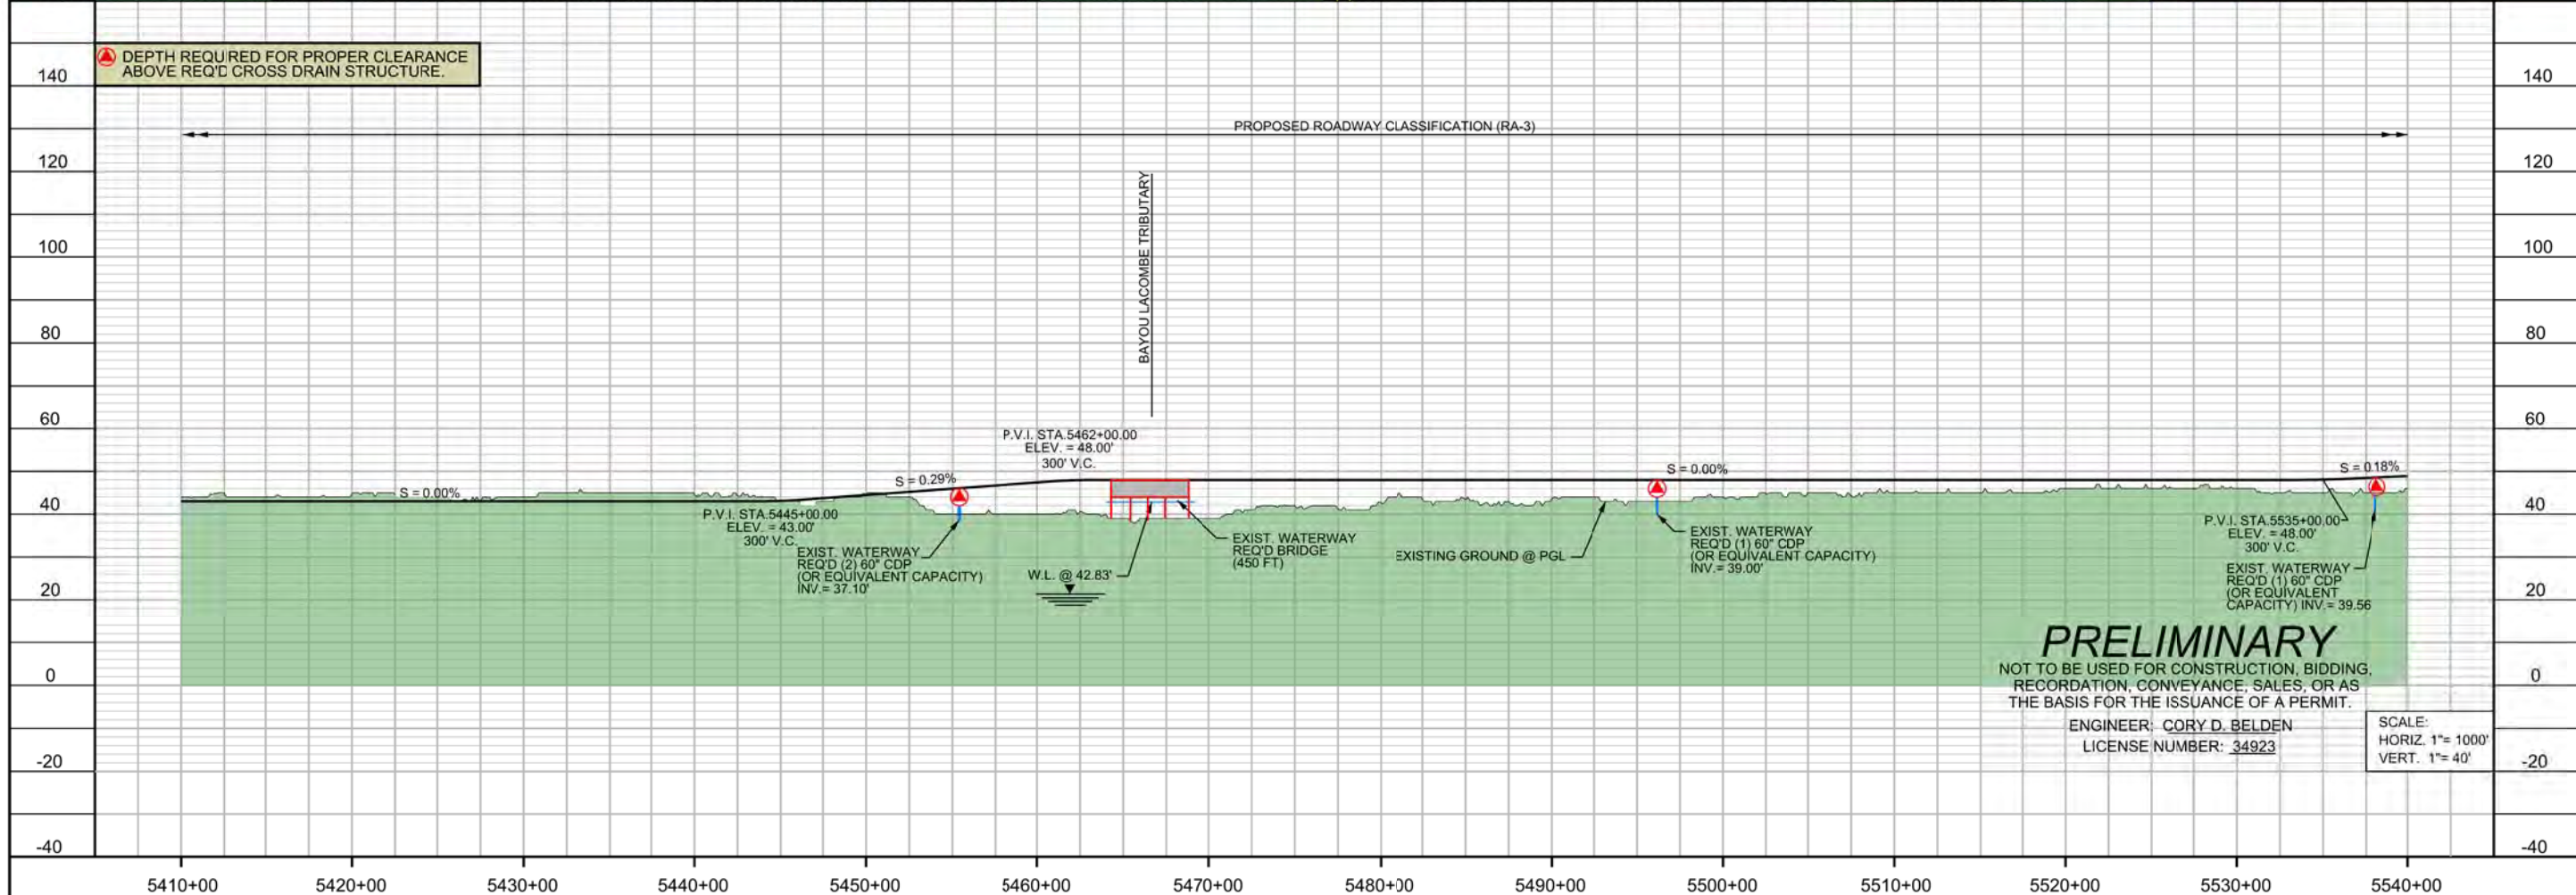 DEPTH REQUIRED FOR PROPER CLEARANCE
ABOVE REQ'D CROSS DRAIN STRUCTURE.
140
140
PROPOSED ROADWAY CLASSIFICATION (RA-3)
120
120
BAYOU LACOMBE TRIBUTARY
100
100
80
80
60
60
P.V.I. STA.5462+00.00
ELEV. = 48.00'
300' V.C.
S = 0.00%
S = 0.29%
S = 0.00%
S = 0.18%
40
40
P.V.I. STA.5445+00.00
ELEV. = 43.00'
300' V.C.
EXIST. WATERWAY
REQ'D (2) 60" CDP
(OR EQUIVALENT CAPACITY)
INV.= 37.10'
W.L. @ 42.83'
EXIST. WATERWAY
REQ'D BRIDGE
(450 FT)
EXISTING GROUND @ PGL
EXIST. WATERWAY
REQ'D (1) 60" CDP
(OR EQUIVALENT CAPACITY)
INV.= 39.00'
P.V.I. STA.5535+00.00
ELEV. = 48.00'
300' V.C.
EXIST. WATERWAY
REQ'D (1) 60" CDP
(OR EQUIVALENT
CAPACITY) INV.= 39.56
20
20
PRELIMINARY
NOT TO BE USED FOR CONSTRUCTION, BIDDING,
RECORDATION, CONVEYANCE, SALES, OR AS
THE BASIS FOR THE ISSUANCE OF A PERMIT.
ENGINEER: CORY D. BELDEN
LICENSE NUMBER: 34923
0
0
SCALE:
HORIZ. 1"= 1000'
VERT. 1"= 40'
-20
-20
-40
-40
5410+00
5420+00
5430+00
5440+00
5450+00
5460+00
5470+00
5480+00
5490+00
5500+00
5510+00
5520+00
5530+00
5540+00